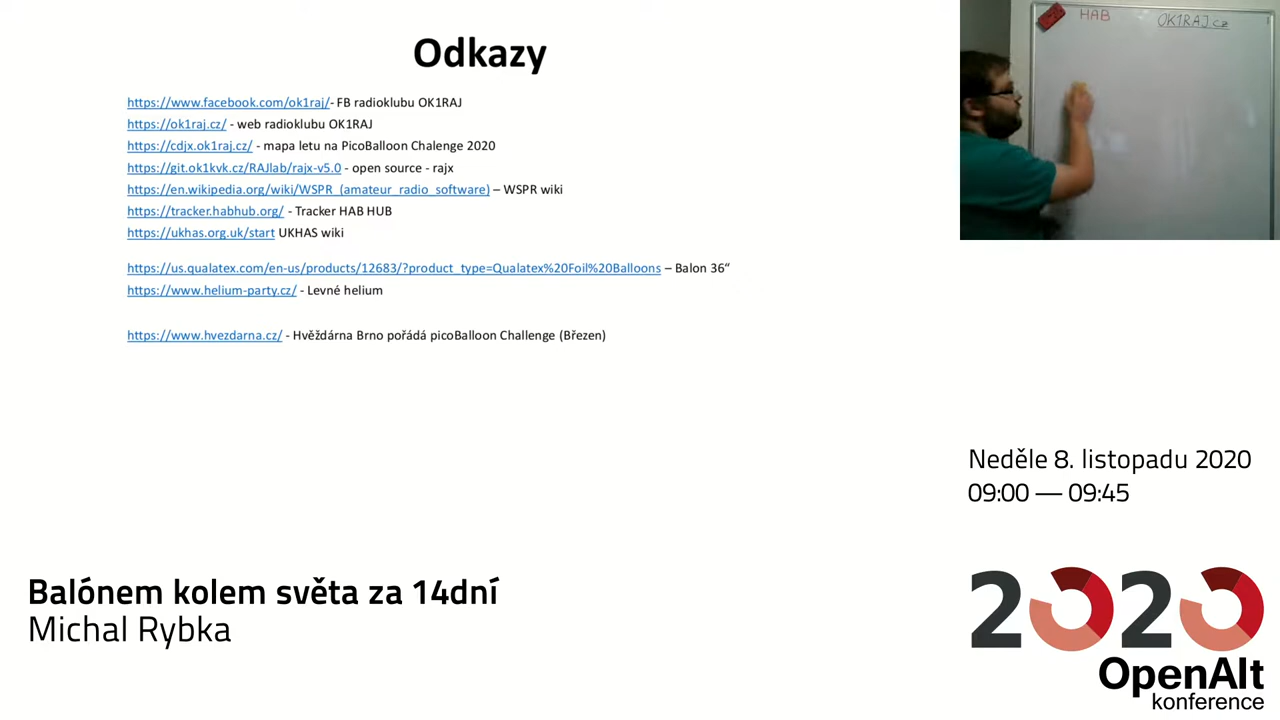 Odkazy
https://www.facebook.com/ok1raj/- FB radioklubu OK1RAJ
https://ok1raj.cz/ - web radioklubu OK1RAJ
https://cdjx.ok1raj.cz/ - mapa letu na PicoBalloon Chalenge 2020
https://git.ok1kvk.cz/RAJlab/rajx-v5.0 - open source - rajx
https://en.wikipedia.org/wiki/WSPR_(amateur_radio_software) – WSPR wiki
https://tracker.habhub.org/ - Tracker HAB HUB
https://ukhas.org.uk/start UKHAS wiki
https://us.qualatex.com/en-us/products/12683/?product_type=Qualatex%20Foil%20Balloons – Balon 36“
https://www.helium-party.cz/ - Levné helium
https://www.hvezdarna.cz/ - Hvěždárna Brno pořádá picoBalloon Challenge (Březen)
HAB
OK1RAJ.cz
Neděle 8. listopadu 2020
09:00 — 09:45
Balónem kolem světa za 14dní
Michal Rybka
2020
OpenAlt
konference